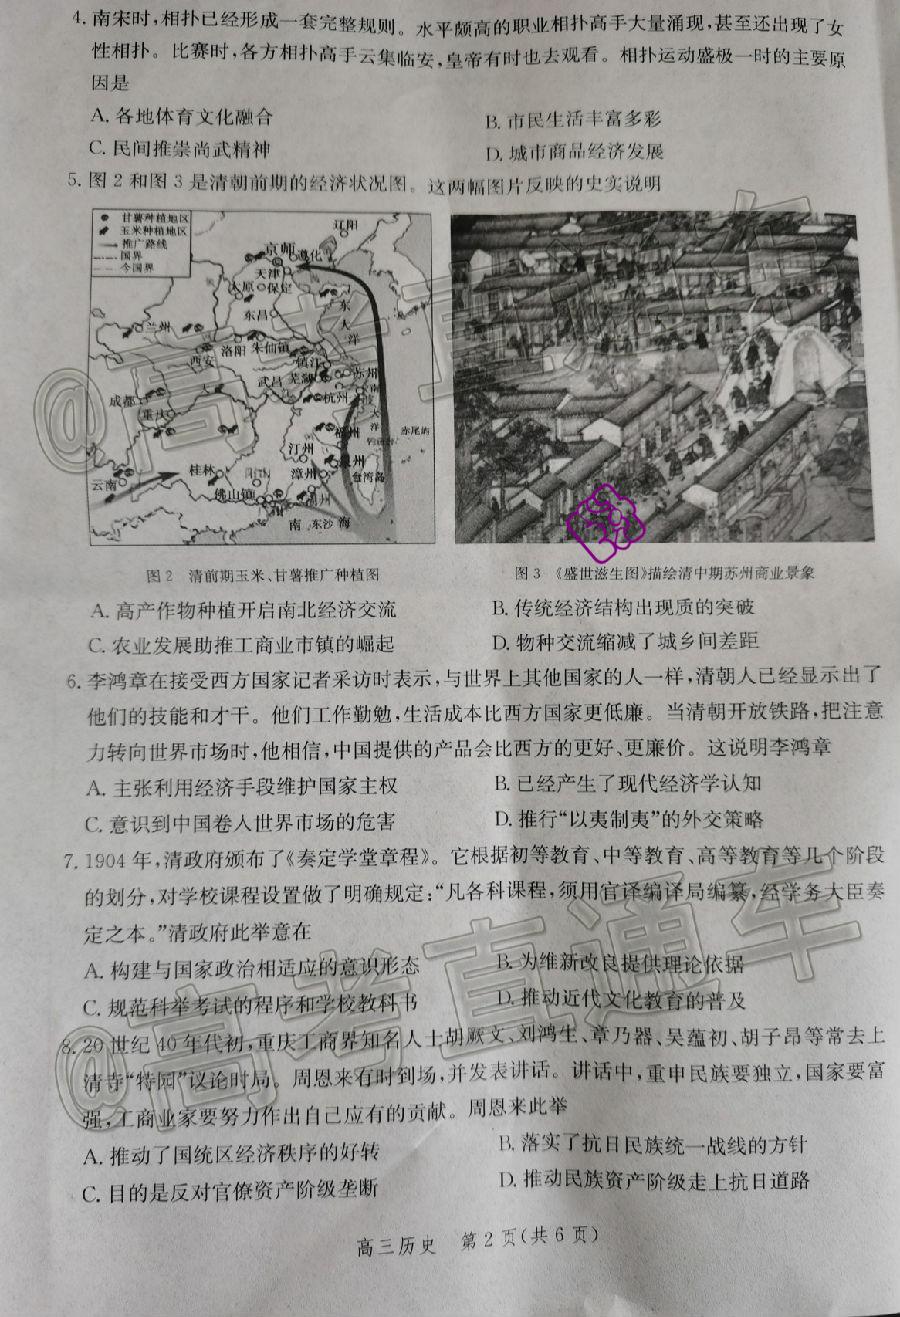 4. 南宋时,相扑已经形成一套完整规则。水平颇高的职业相扑高手大量涌现,甚至还出现了女
性相扑。比赛时,各方相扑高手云集临安,皇帝有时也去观看。相扑运动盛极一时的主要原
因是
A. 各地体育文化融合
B. 市民生活丰富多彩
C. 民间推崇尚武精神
D. 城市商品经济发展
5. 图2和图3是清朝前期的经济状况图。这两幅图片反映的史实说明
甘薯种植地区
玉米种植地区
推广路线
国界
今国界
辽阳
京师
遵化
天津
太原
保定
东昌
兰州
西安
洛阳
朱仙镇
镇江
苏州
武昌
芜湖
杭州
成都
重庆
福州
赤尾屿
钓鱼岛
汀州
泉州
台湾岛
漳州
桂林
云南
佛山镇
南
东沙
海
东
大
洋
南
大
洋
图2 清前期玉米、甘薯推广种植图
图3 《盛世滋生图》描绘清中期苏州商业景象
A. 高产作物种植开启南北经济交流
B. 传统经济结构出现质的突破
C. 农业发展助推工商业市镇的崛起
D. 物种交流缩减了城乡间差距
6. 李鸿章在接受西方国家记者采访时表示,与世界上其他国家的人一样,清朝人已经显示出了
他们的技能和才干。他们工作勤勉,生活成本比西方国家更低廉。当清朝开放铁路,把注意
力转向世界市场时,他相信,中国提供的产品会比西方的更好、更廉价。这说明李鸿章
A. 主张利用经济手段维护国家主权
B. 已经产生了现代经济学认知
C. 意识到中国卷人世界市场的危害
D. 推行“以夷制夷”的外交策略
7. 1904年,清政府颁布了《奏定学堂章程》。它根据初等教育、中等教育、高等教育等几个阶段
的划分,对学校课程设置做了明确规定:“凡各科课程,须用官译编译局编纂,经学务大臣奏
定之本。”清政府此举意在
A. 构建与国家政治相适应的意识形态
B. 为维新改良提供理论依据
C. 规范科举考试的程序和学校教科书
D. 推动近代文化教育的普及
8. 20世纪40年代初,重庆工商界知名人士胡厥文、刘鸿生、章乃器、吴蕴初、胡子昂等常去上
清寺“特园”议论时局。周恩来有时到场,并发表讲话。讲话中,重申民族要独立,国家要富
强,工商业家要努力作出自己应有的贡献。周恩来此举
A. 推动了国统区经济秩序的好转
B. 落实了抗日民族统一战线的方针
C. 目的是反对官僚资产阶级垄断
D. 推动民族资产阶级走上抗日道路
高三历史 第2页(共6页)
@高考直通车
@高考直通车